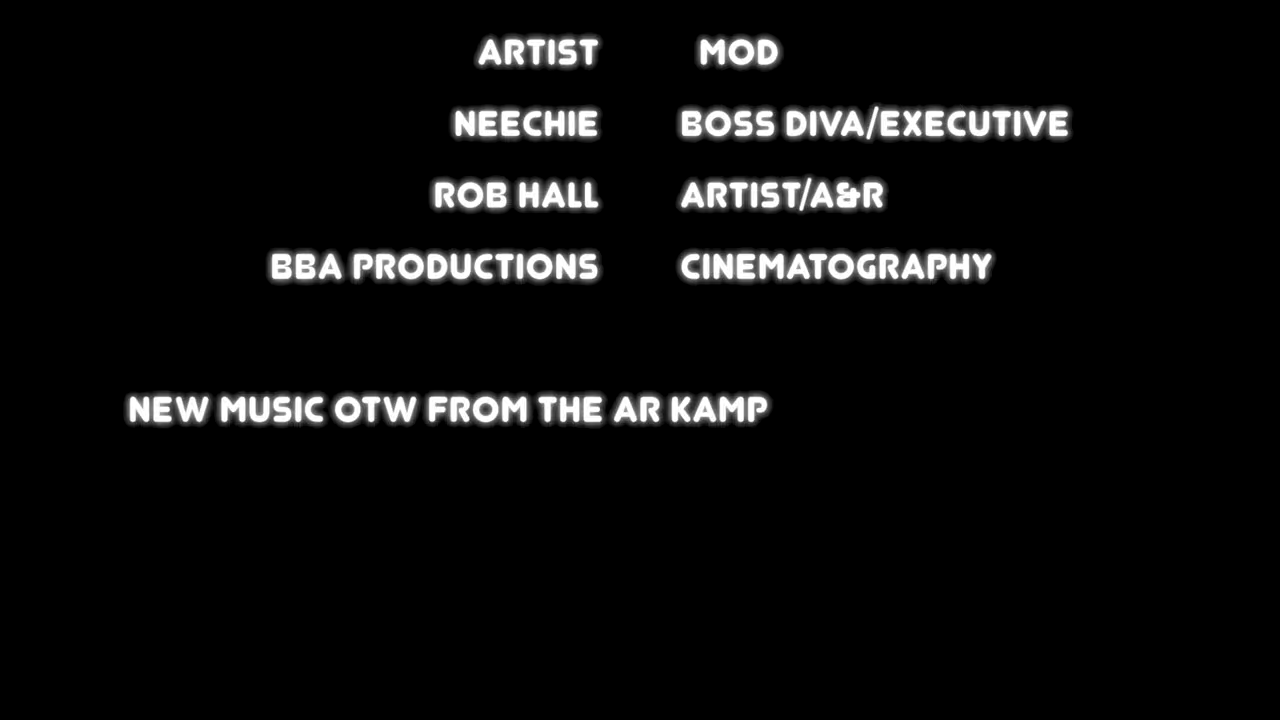 ARTIST MOD
NEECHIE BOSS DIVA/EXECUTIVE
ROB HALL ARTIST/A&R
BBA PRODUCTIONS CINEMATOGRAPHY
NEW MUSIC OTW FROM THE AR KAMP